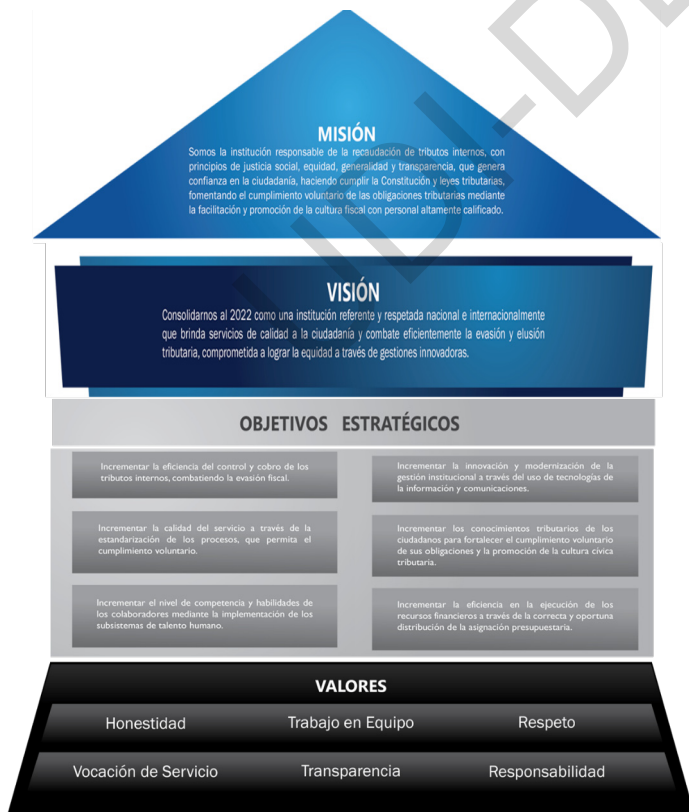 MISIÓN
Somos la institución responsable de la recaudación de tributos internos, con
principios de justicia social, equidad, generalidad y transparencia, que genera
confianza en la ciudadanía, haciendo cumplir la Constitución y leyes tributarias,
fomentando el cumplimiento voluntario de las obligaciones tributarias mediante
la facilitación y promoción de la cultura fiscal con personal altamente calificado.
VISIÓN
Consolidarnos al 2022 como una institución referente y respetada nacional e internacionalmente
que brinda servicios de calidad a la ciudadanía y combate eficientemente la evasión y elusión
tributaria, comprometida a lograr la equidad a través de gestiones innovadoras.
OBJETIVOS ESTRATÉGICOS
Incrementar la eficiencia del control y cobro de los
tributos internos, combatiendo la evasión fiscal.
Incrementar la innovación y modernización de la
gestión institucional a través del uso de tecnologías de
la información y comunicaciones.
Incrementar la calidad del servicio a través de la
estandarización de los procesos, que permita el
cumplimiento voluntario.
Incrementar los conocimientos tributarios de los
ciudadanos para fortalecer el cumplimiento voluntario
de sus obligaciones y la promoción de la cultura cívica
tributaria.
Incrementar el nivel de competencia y habilidades de
los colaboradores mediante la implementación de los
subsistemas de talento humano.
Incrementar la eficiencia en la ejecución de los
recursos financieros a través de la correcta y oportuna
distribución de la asignación presupuestaria.
VALORES
Honestidad Trabajo en Equipo Respeto
Vocación de Servicio Transparencia Responsabilidad